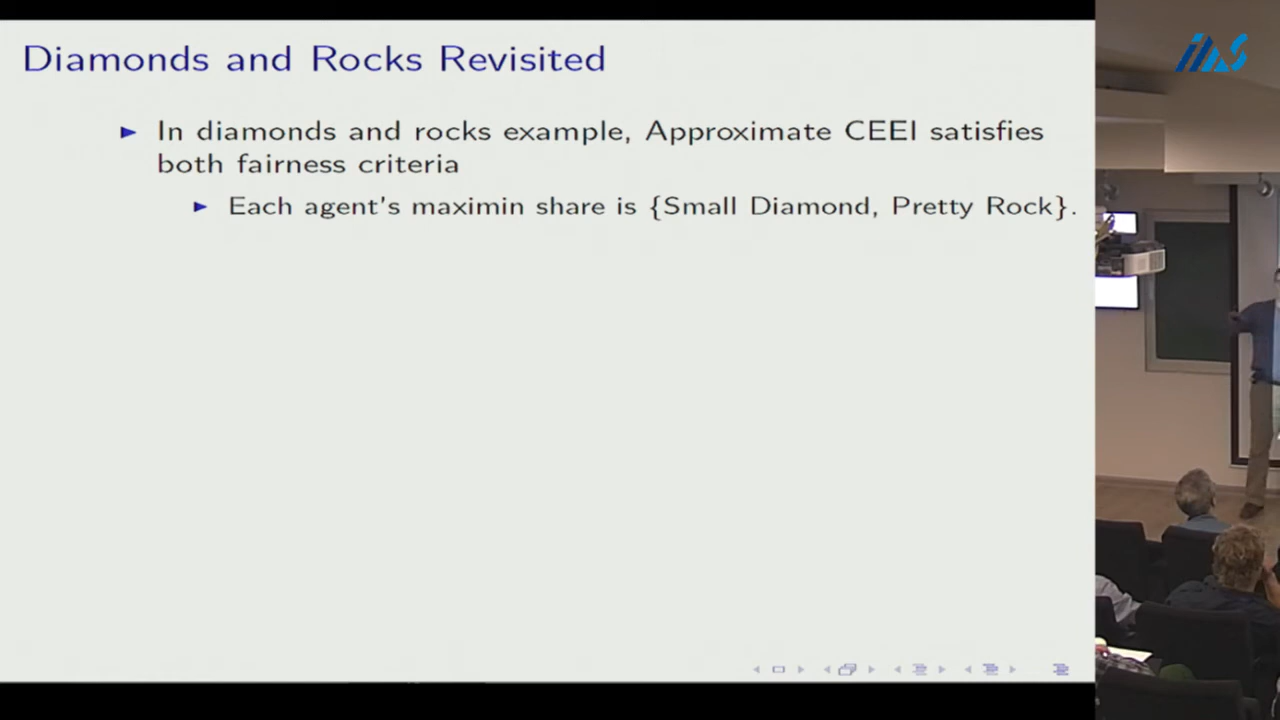 Diamonds and Rocks Revisited
In diamonds and rocks example, Approximate CEEI satisfies
both fairness criteria
Each agent's maximin share is {Small Diamond, Pretty Rock}.
IIAS